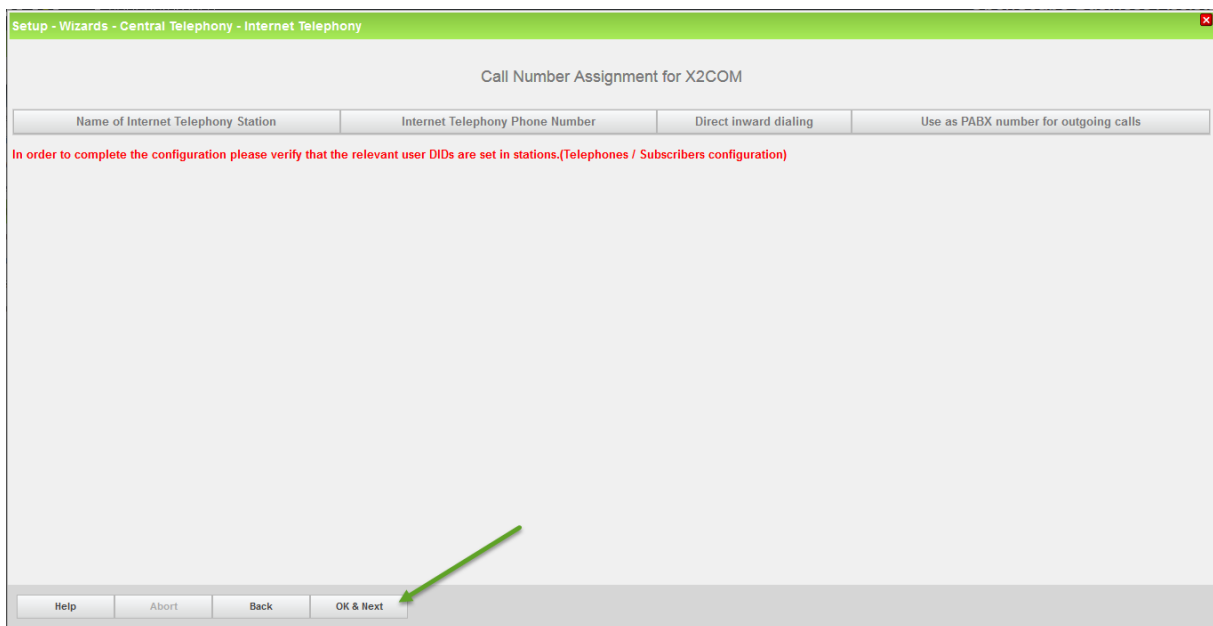 Setup - Wizards - Central Telephony - Internet Telephony
Call Number Assignment for X2COM
Name of Internet Telephony Station Internet Telephony Phone Number Direct inward dialing Use as PABX number for outgoing calls
In order to complete the configuration please verify that the relevant user DIDs are set in stations.(Telephones / Subscribers configuration)
Help Abort Back OK & Next